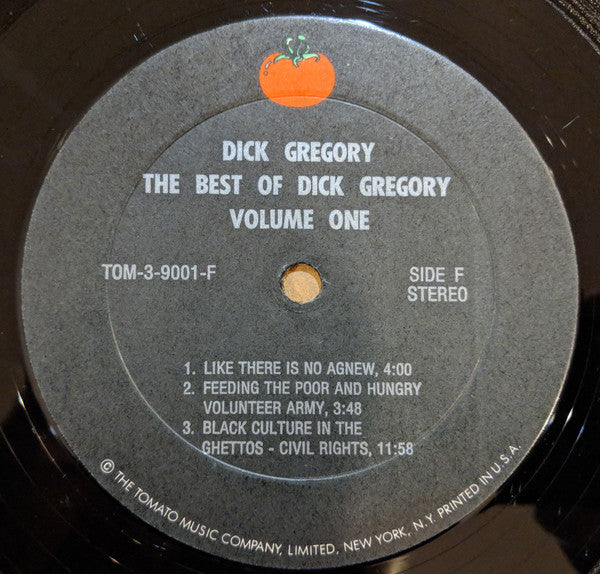 DICK GREGORY
THE BEST OF DICK GREGORY
VOLUME ONE
TOM-3-9001-F
SIDE F
STEREO
1. LIKE THERE IS NO AGNEW, 4:00
2. FEEDING THE POOR AND HUNGRY
VOLUNTEER ARMY, 3:48
3. BLACK CULTURE IN THE
GHETTOS - CIVIL RIGHTS, 11:58
© THE TOMATO MUSIC COMPANY, LIMITED, NEW YORK, N.Y. PRINTED IN U.S.A.